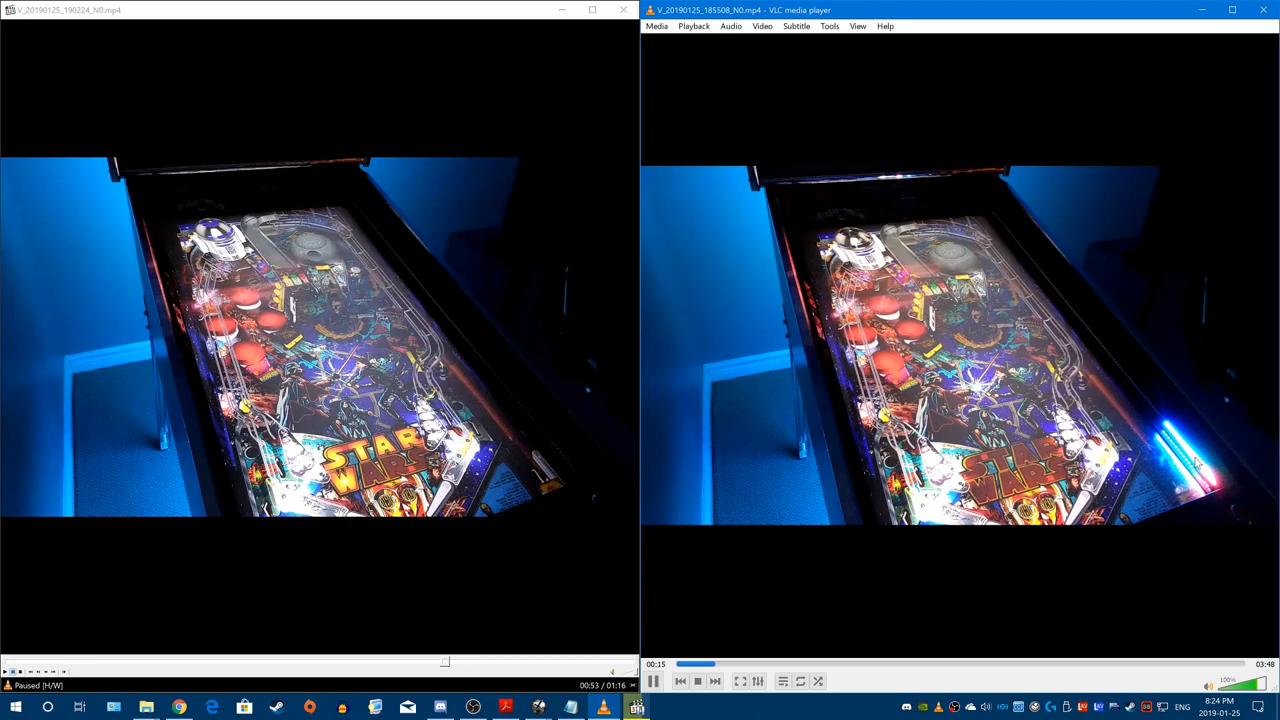 V_20190125_190224_N0.mp4
V_20190125_185508_N0.mp4 - VLC media player
Media Playback Audio Video Subtitle Tools View Help
STAR
WARS
STAR
WARS
00:15
03:48
100%
Paused [H/W]
00:53 / 01:16
ENG
8:24 PM
2019-01-25